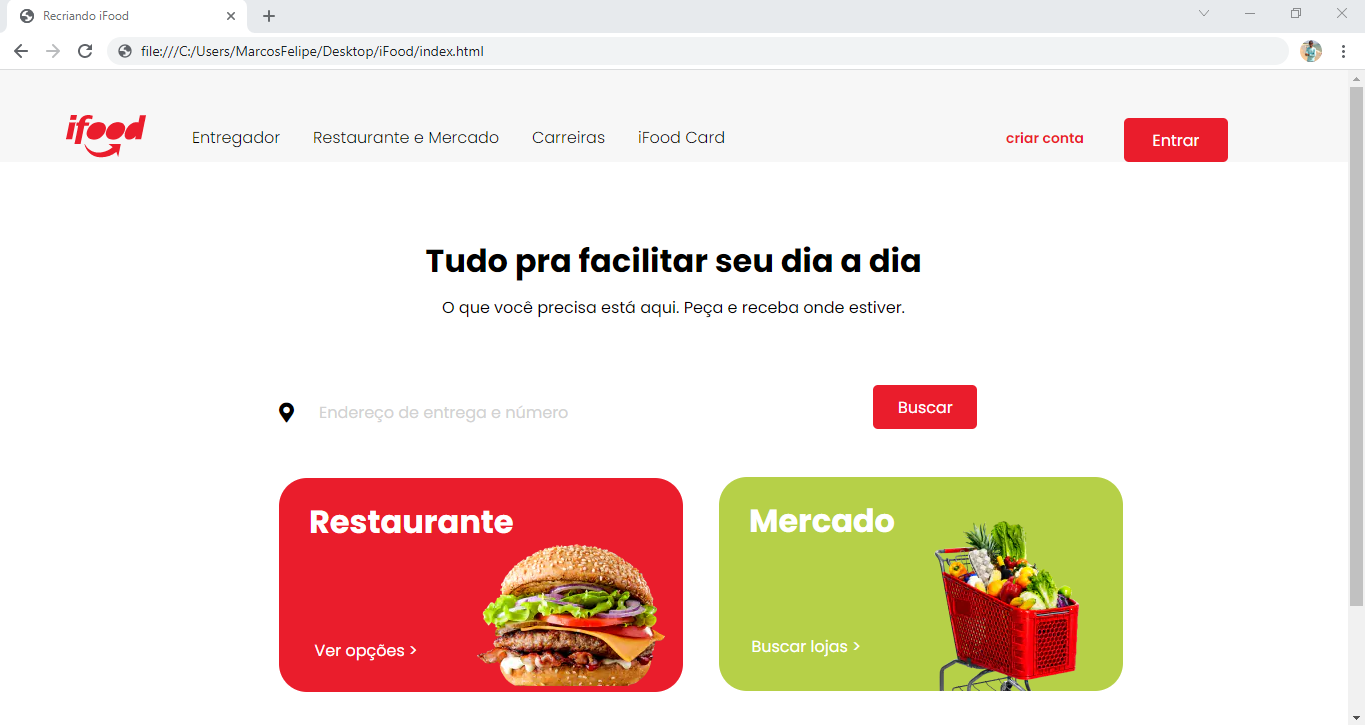 Recriando iFood
file:///C:/Users/MarcosFelipe/Desktop/iFood/index.html
ifood
Entregador Restaurante e Mercado Carreiras iFood Card criar conta Entrar
Tudo pra facilitar seu dia a dia
O que você precisa está aqui. Peça e receba onde estiver.
Endereço de entrega e número Buscar
Restaurante
Ver opções >
Mercado
Buscar lojas >